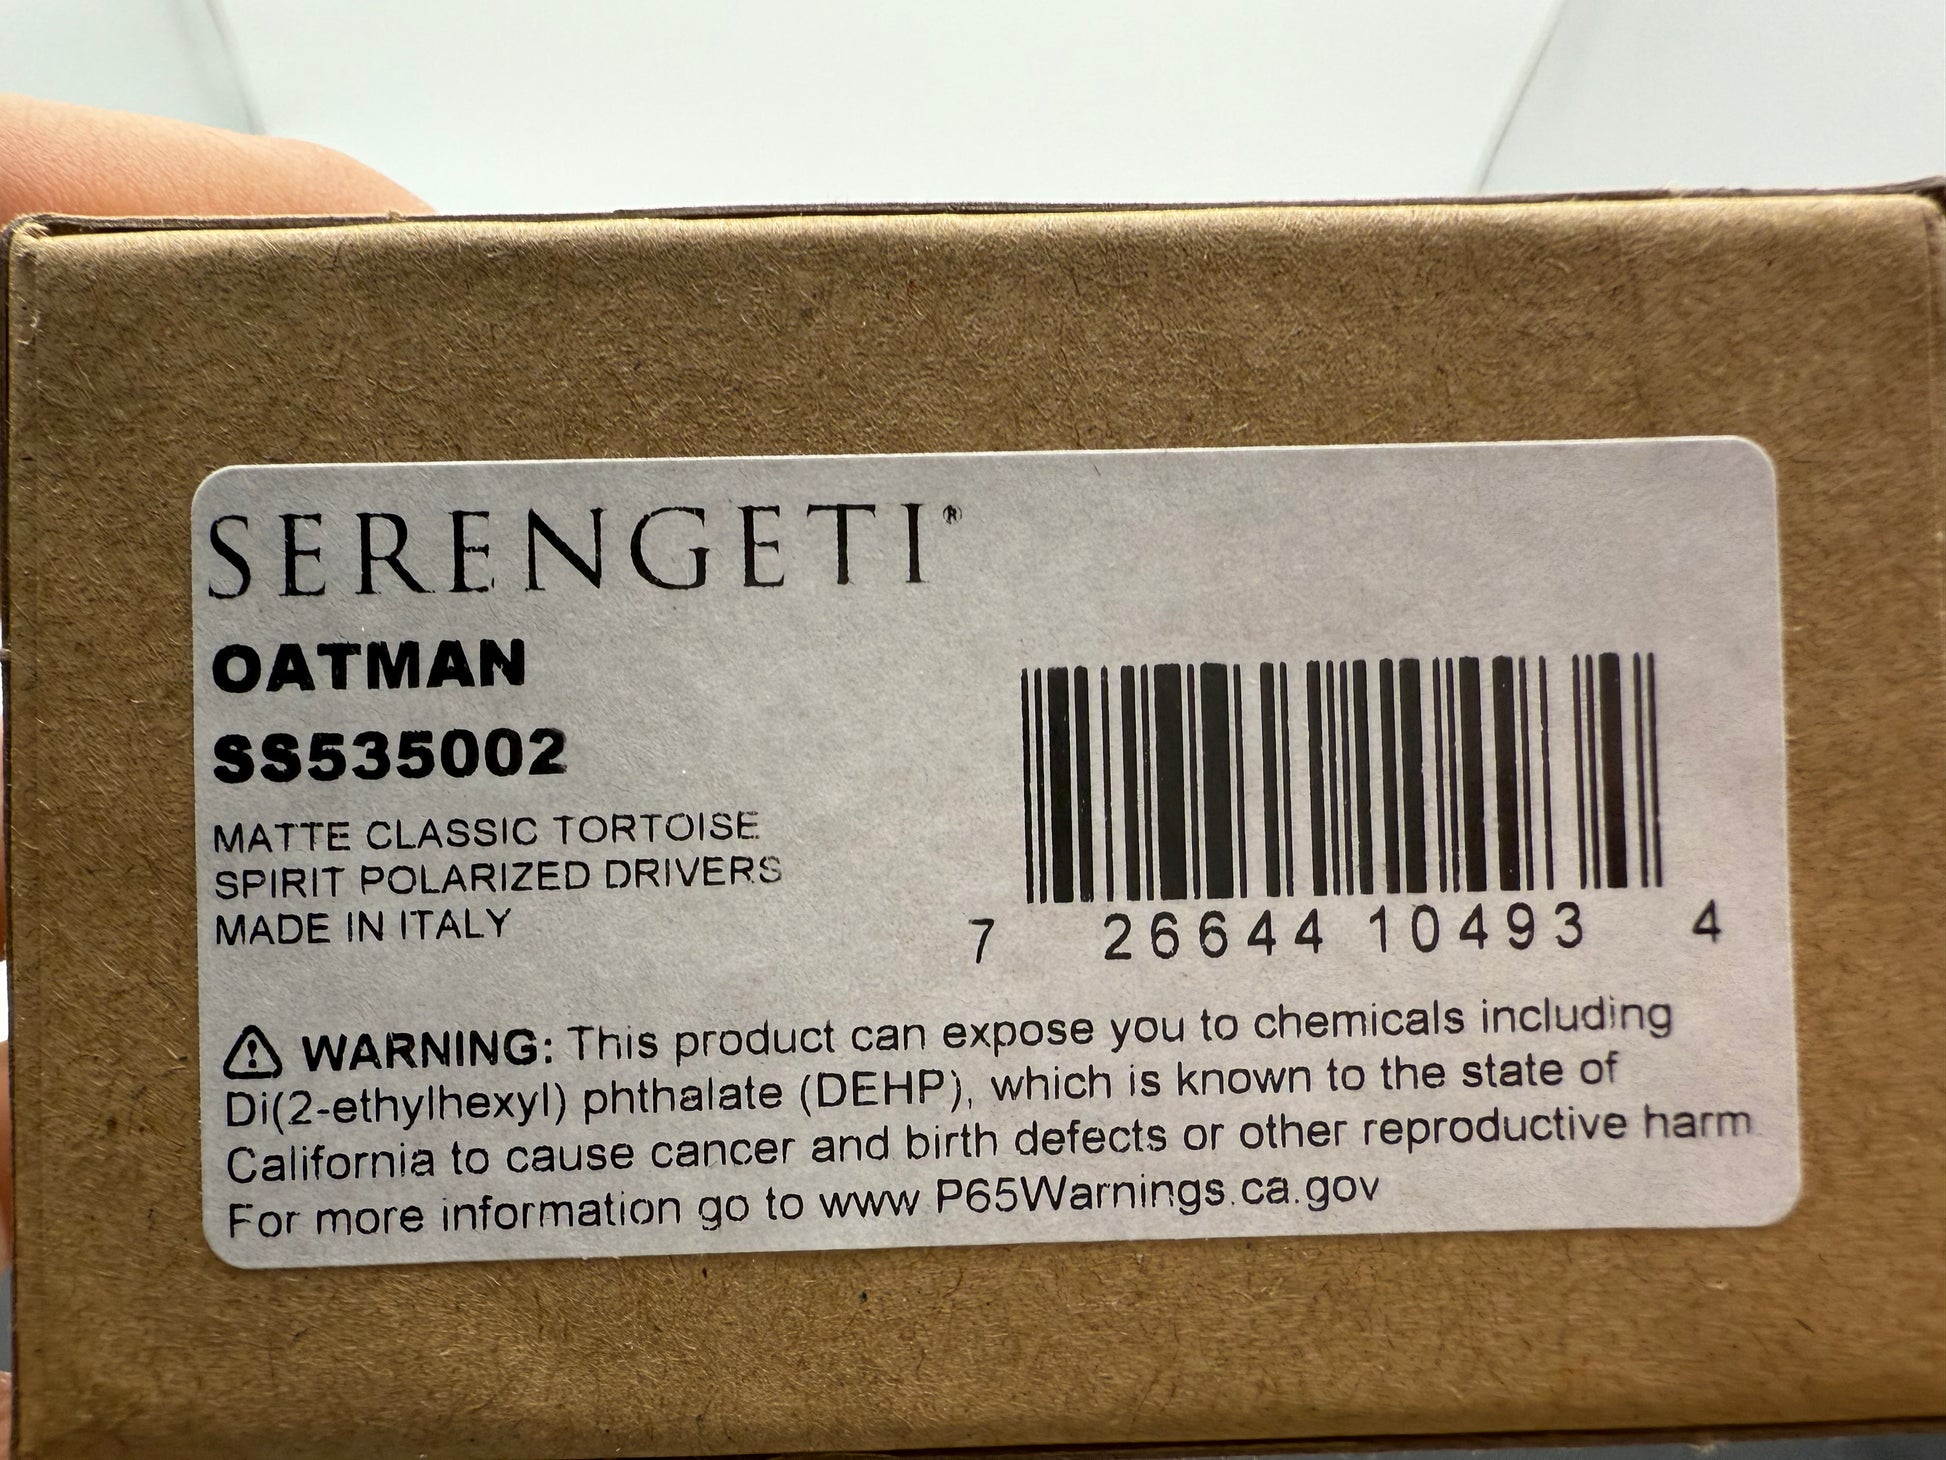 SERENGETI®
OATMAN
SS535002
MATTE CLASSIC TORTOISE
SPIRIT POLARIZED DRIVERS
MADE IN ITALY
7 26644 10493 4
⚠ WARNING: This product can expose you to chemicals including
Di(2-ethylhexyl) phthalate (DEHP), which is known to the state of
California to cause cancer and birth defects or other reproductive harm
For more information go to www P65Warnings.ca.gov